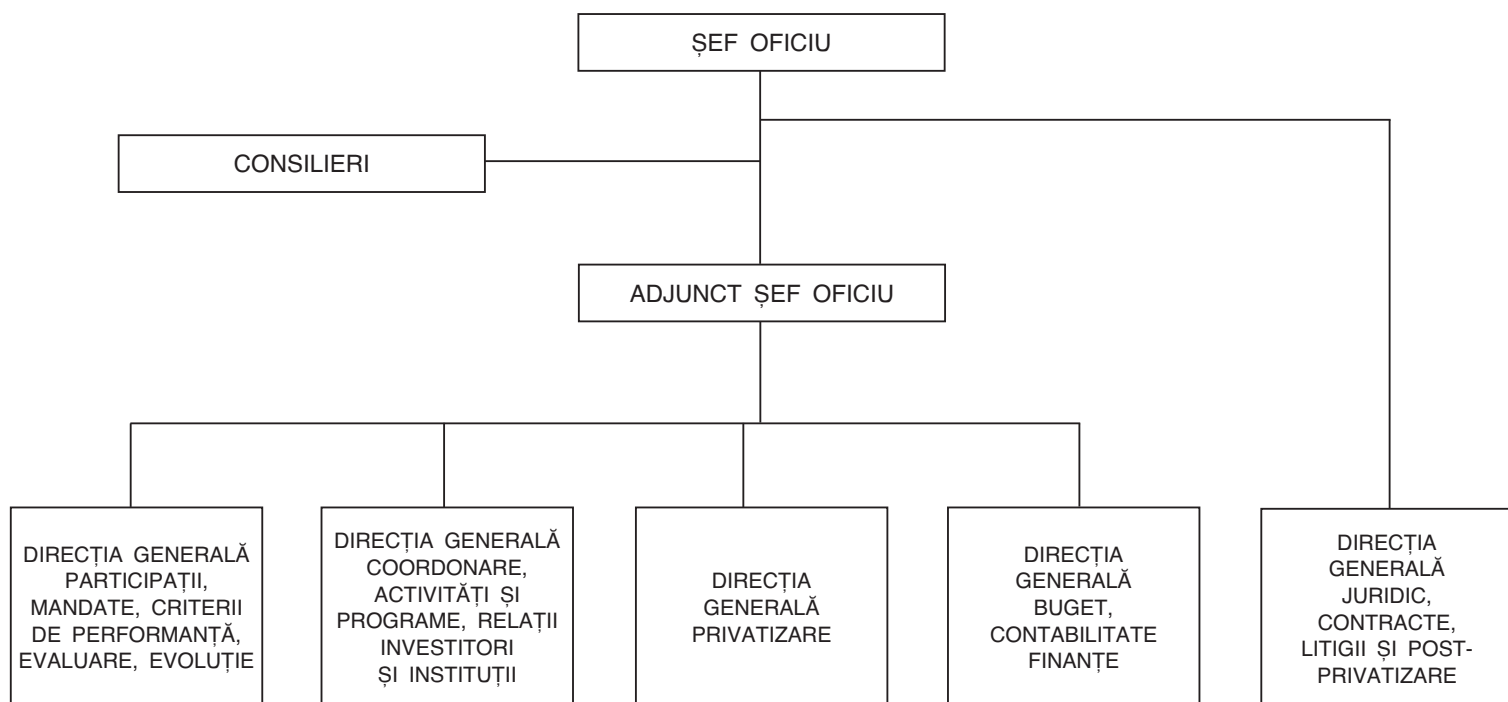 ȘEF OFICIU
CONSILIERI
ADJUNCT ȘEF OFICIU
DIRECȚIA GENERALĂ
PARTICIPAȚII,
MANDATE, CRITERII
DE PERFORMANȚĂ,
EVALUARE, EVOLUȚIE
DIRECȚIA GENERALĂ
COORDONARE,
ACTIVITĂȚI ȘI
PROGRAME, RELAȚII
INVESTITORI
ȘI INSTITUȚII
DIRECȚIA
GENERALĂ
PRIVATIZARE
DIRECȚIA
GENERALĂ
BUGET,
CONTABILITATE
FINANȚE
DIRECȚIA
GENERALĂ
JURIDIC,
CONTRACTE,
LITIGII ȘI POST-
PRIVATIZARE